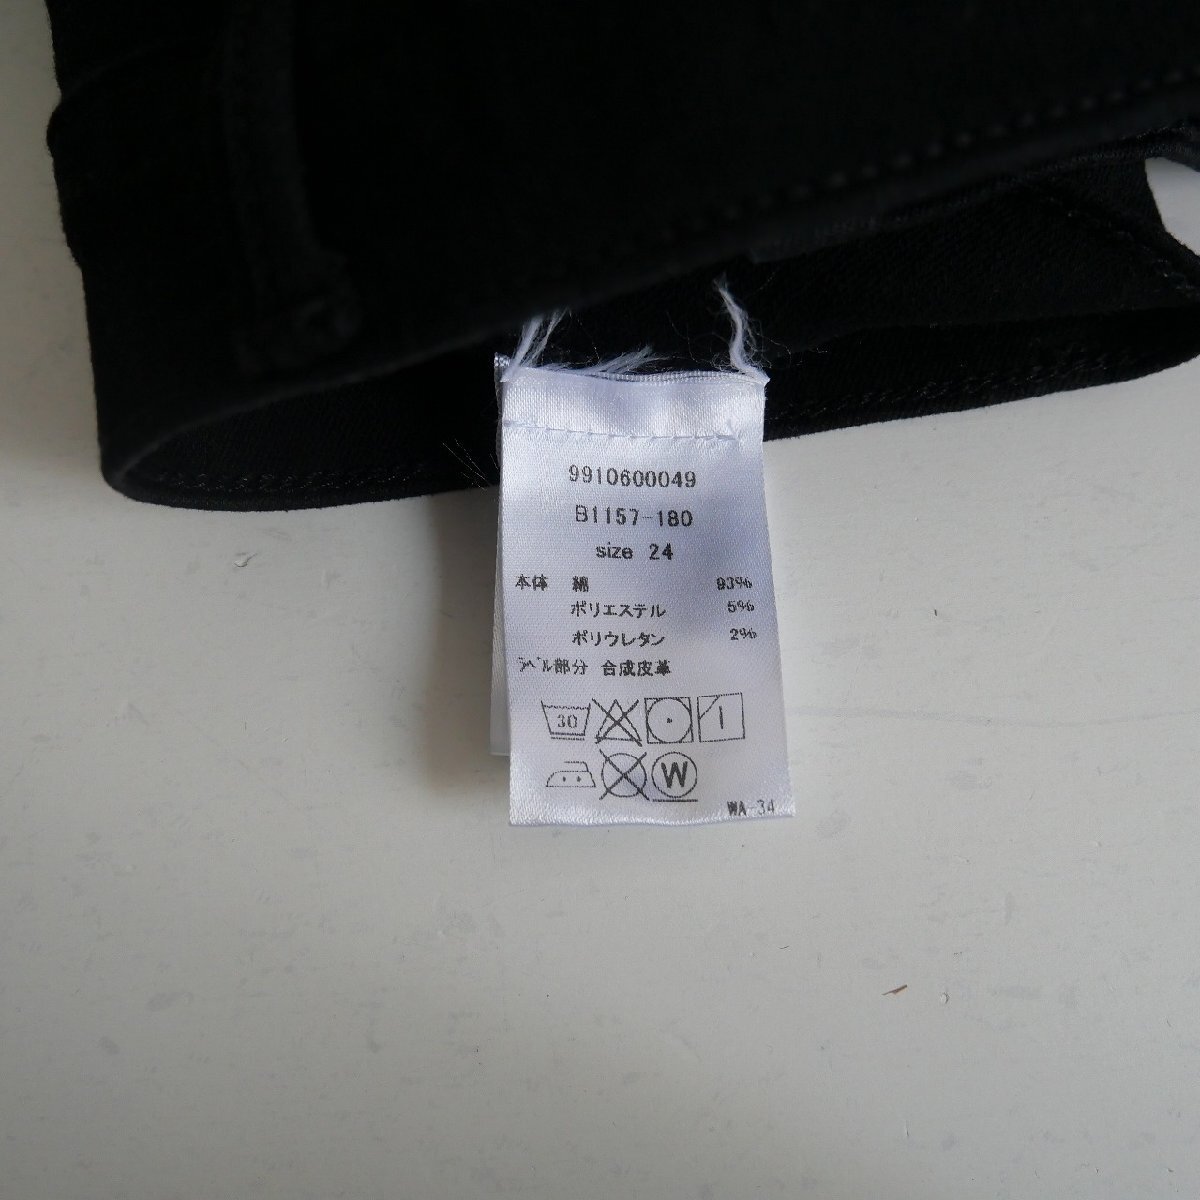 9910600049
B1157-180
size 24
本体 綿 93%
ポリエステル 5%
ポリウレタン 2%
ラベル部分 合成皮革
30
W
WA-34